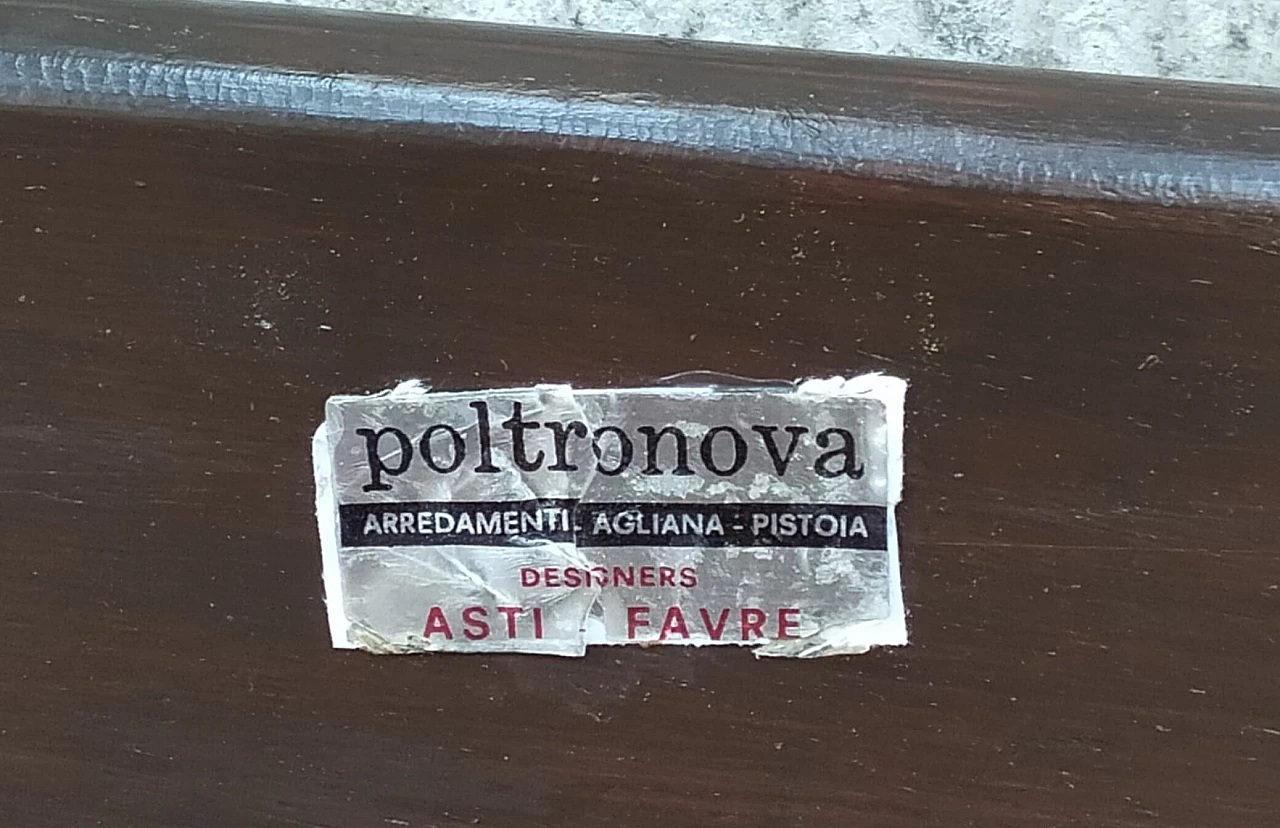 poltronova
ARREDAMENTI - AGLIANA - PISTOIA
DESIGNERS
ASTI FAVRE